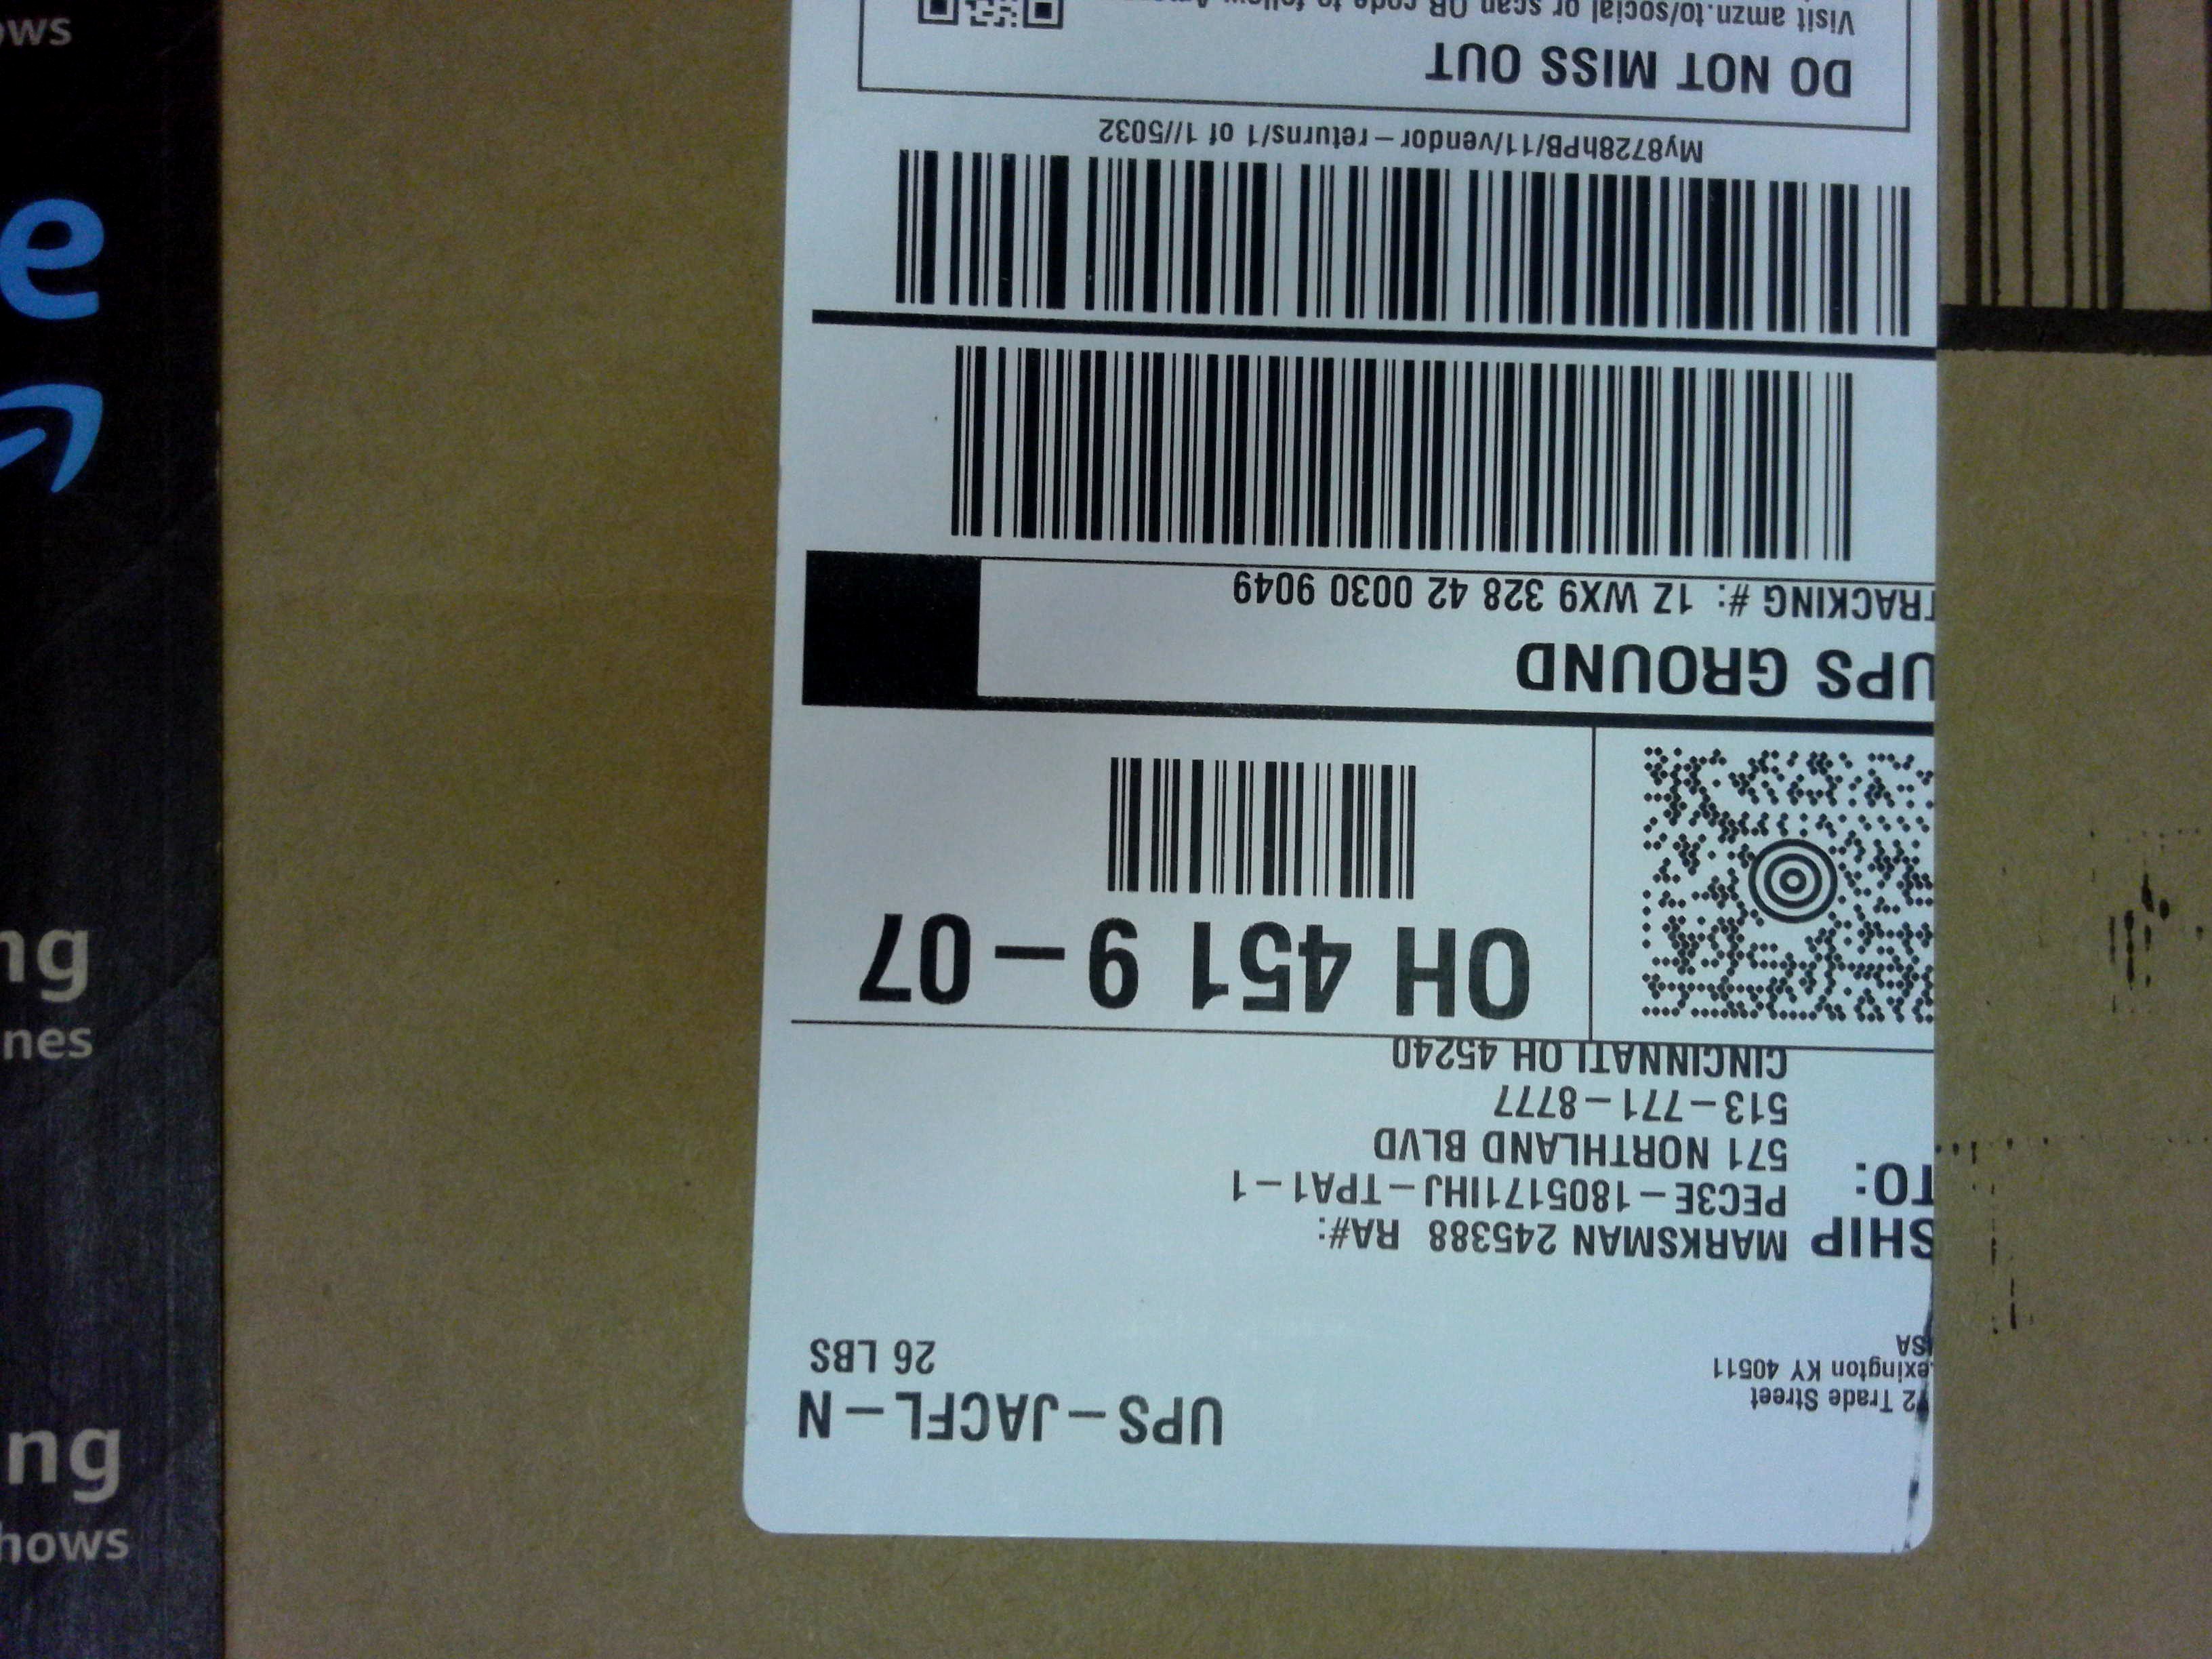 UPS-JACFL-N
26 LBS
2 Trade Street
exington KY 40511
SA
SHIP TO:
MARKSMAN 245388 RA#:
PEC3E-1805171IHJ-TPA1-1
571 NORTHLAND BLVD
513-771-8777
CINCINNATI OH 45240
OH 451 9-07
UPS GROUND
TRACKING #: 1Z WX9 328 42 0030 9049
My8728hPB/11/vendor-returns/1 of 1//5032
DO NOT MISS OUT
Visit amzn.to/social or scan QR code to follow
ows
e
ng
nes
ng
hows